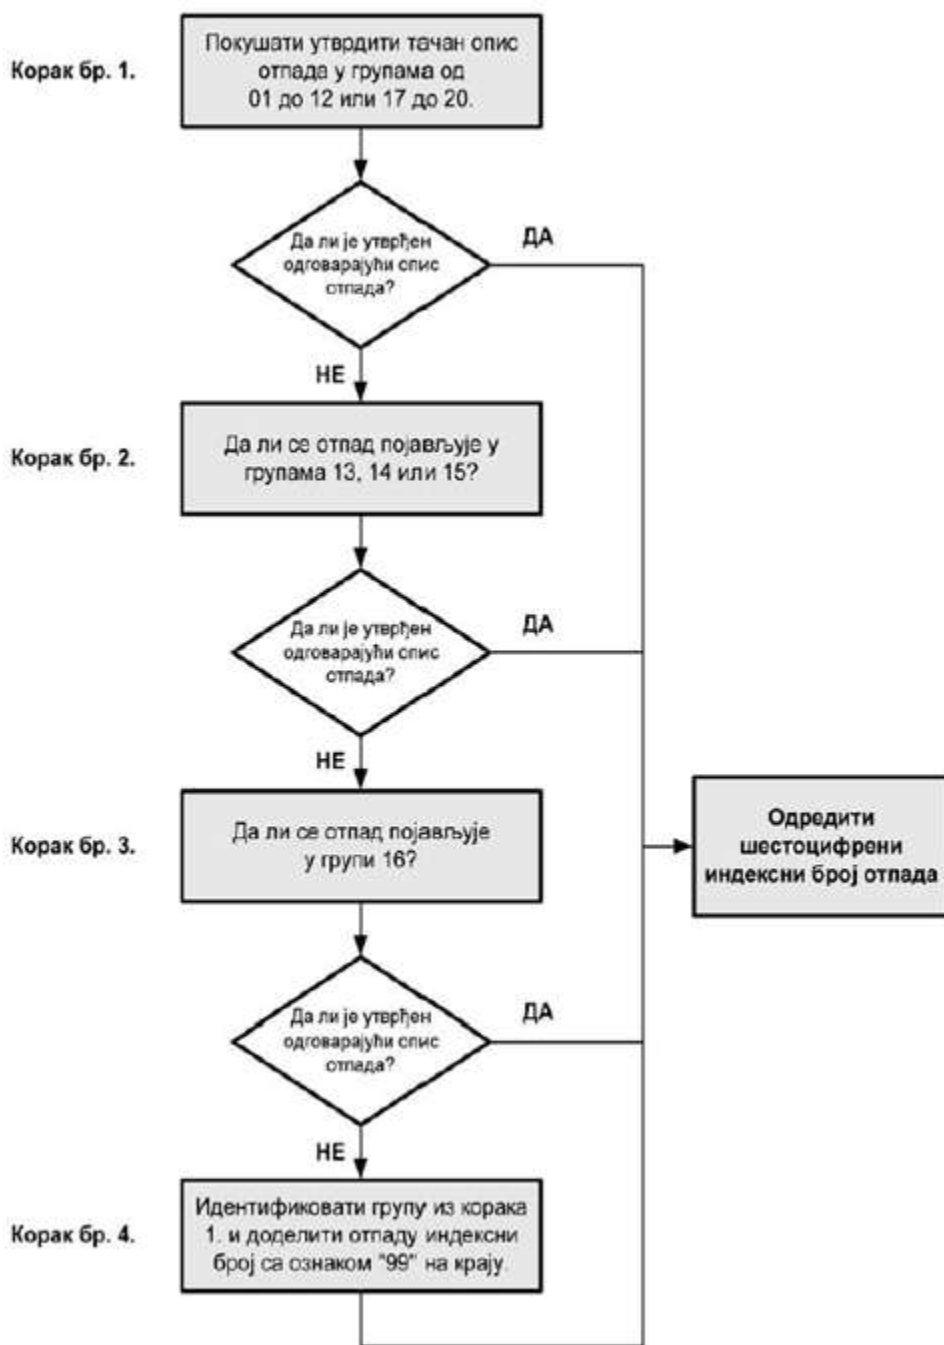 Корак бр. 1.
Покушати утврдити тачан опис
отпада у групама од
01 до 12 или 17 до 20.
Да ли је утврђен
одговарајући опис
отпада?
ДА
НЕ
Корак бр. 2.
Да ли се отпад појављује у
групама 13, 14 или 15?
Да ли је утврђен
одговарајући опис
отпада?
ДА
НЕ
Корак бр. 3.
Да ли се отпад појављује
у групи 16?
Одредити
шестоцифрени
индексни број отпада
Да ли је утврђен
одговарајући опис
отпада?
ДА
НЕ
Корак бр. 4.
Идентификовати групу из корака
1. и доделити отпаду индексни
број са ознаком "99" на крају.